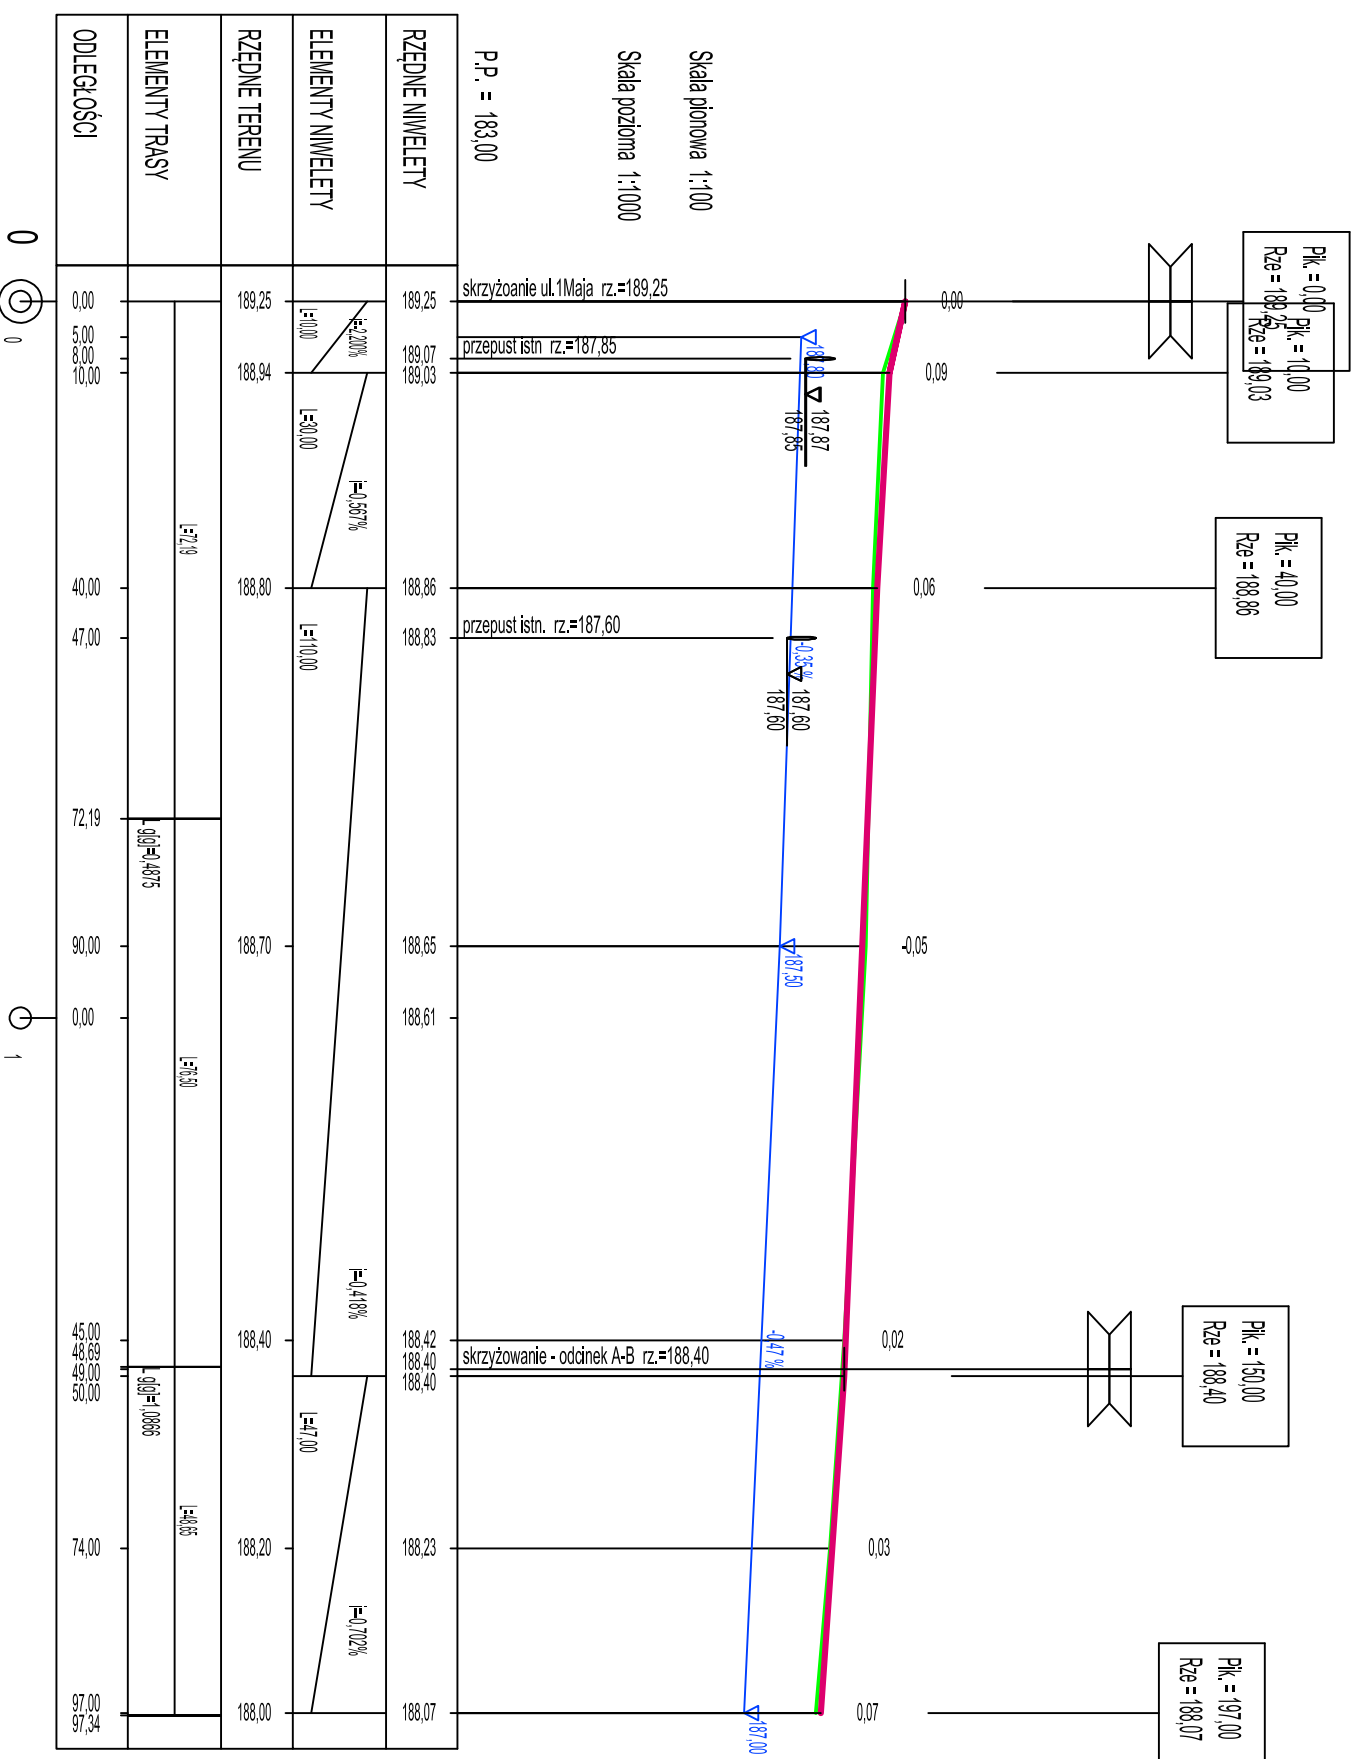 Pik. = 0,00
Rze = 189,25
Pik. = 10,00
Rze = 189,03
Pik. = 40,00
Rze = 188,86
Pik. = 150,00
Rze = 188,40
Pik. = 197,00
Rze = 188,07
0,00
0,09
0,06
-0,05
0,02
0,03
0,07
Skala pionowa 1:100
Skala pozioma 1:1000
P.P. = 183,00
187,80
187,87
187,85
-0,35 %
187,60
187,60
187,50
-0,47 %
187,00
skrzyżoanie ul.1Maja rz.=189,25
przepust istn rz.=187,85
przepust istn. rz.=187,60
skrzyżowanie - odcinek A-B rz.=188,40
RZĘDNE NIWELETY
189,25
189,07
189,03
188,86
188,83
188,65
188,61
188,42
188,40
188,40
188,23
188,07
ELEMENTY NIWELETY
i=-2,200%
L=10,00
i=-0,567%
L=30,00
i=-0,418%
L=110,00
i=-0,702%
L=47,00
RZĘDNE TERENU
189,25
188,94
188,80
188,70
188,40
188,20
188,00
ELEMENTY TRASY
L=72,19
g[g]=0,4875
L=76,50
g[g]=1,0866
L=48,65
ODLEGŁOŚCI
0,00
5,00
8,00
10,00
40,00
47,00
72,19
90,00
0,00
45,00
48,69
49,00
50,00
74,00
97,00
97,34
0
0
1